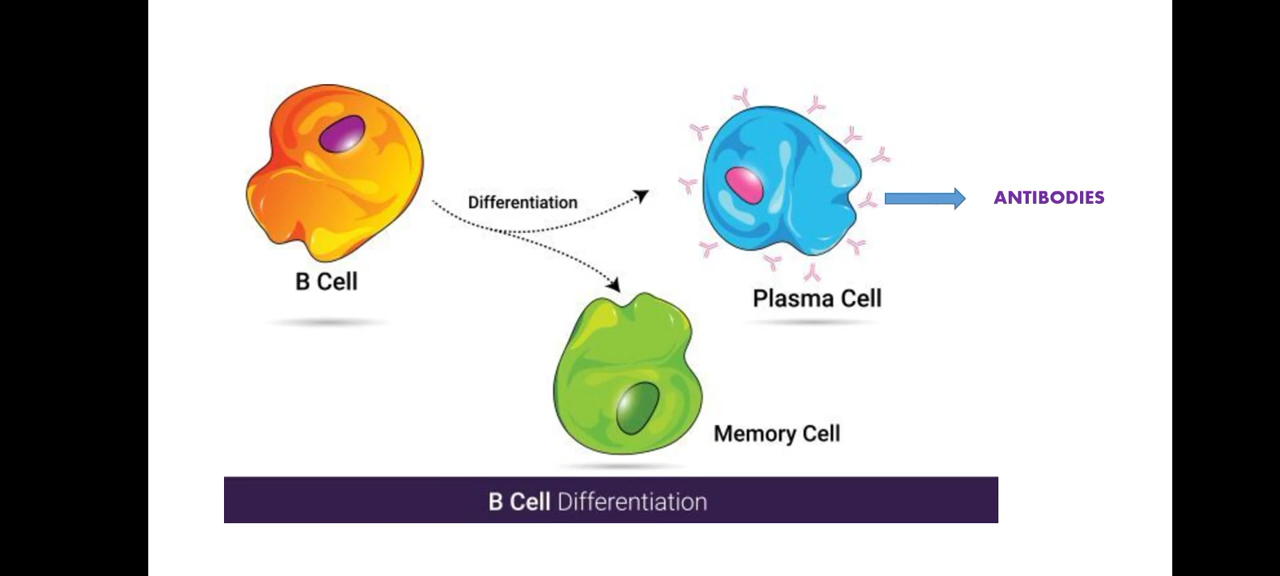 Differentiation
ANTIBODIES
B Cell
Plasma Cell
Memory Cell
B Cell Differentiation